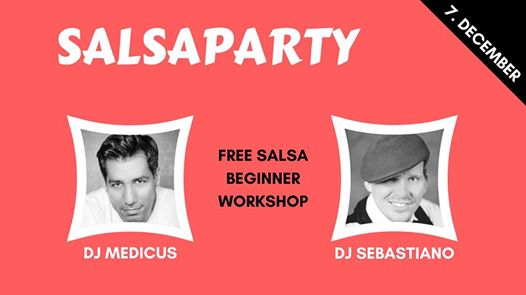 SALSAPARTY
7. DECEMBER
FREE SALSA
BEGINNER
WORKSHOP
DJ MEDICUS
DJ SEBASTIANO